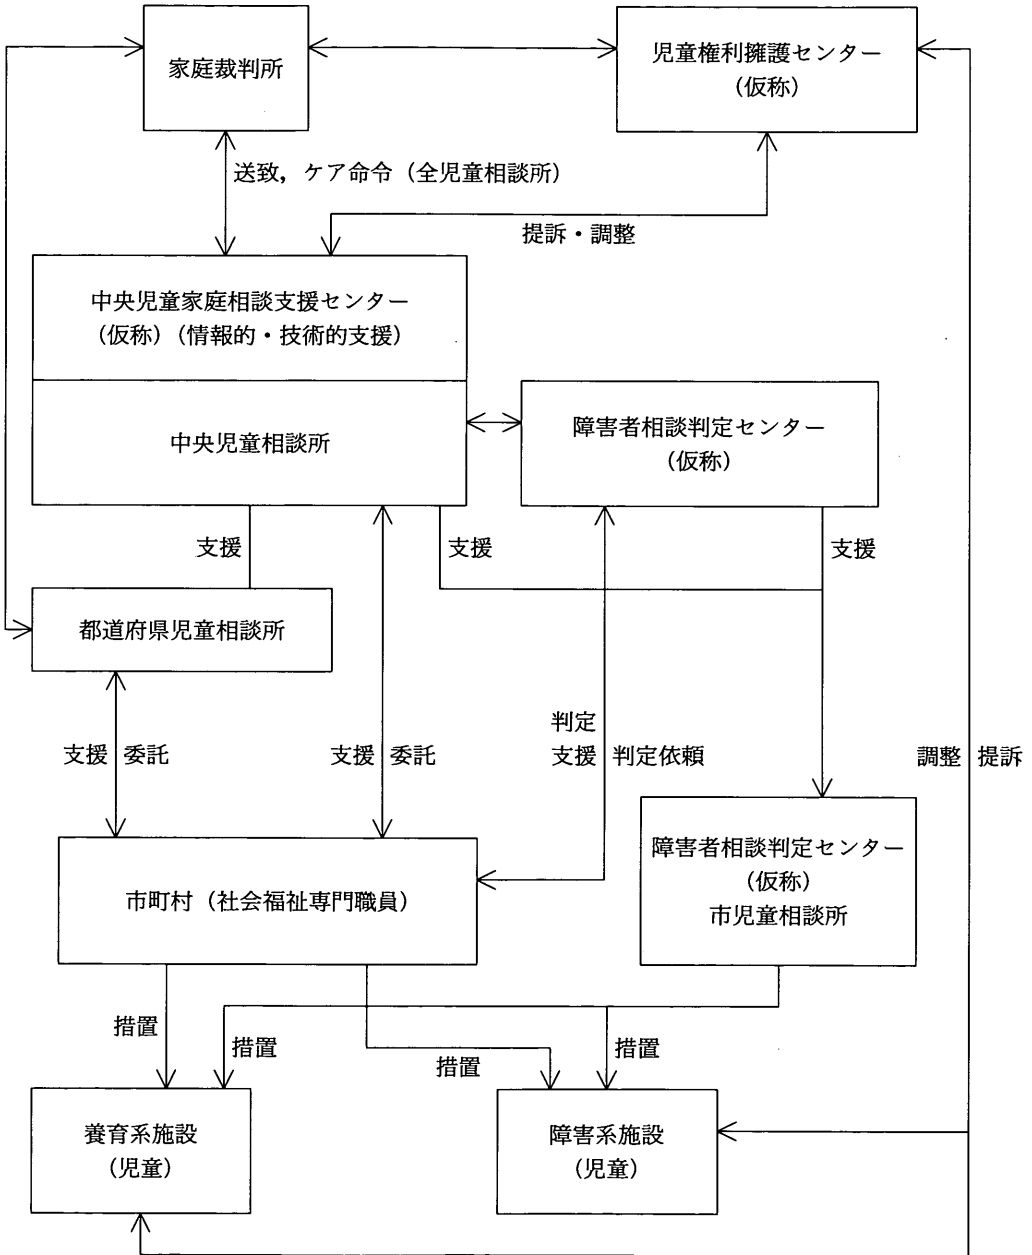 家庭裁判所
児童権利擁護センター
（仮称）
送致，ケア命令（全児童相談所）
提訴・調整
中央児童家庭相談支援センター
（仮称）（情報的・技術的支援）
中央児童相談所
障害者相談判定センター
（仮称）
支援
支援
支援
都道府県児童相談所
支援
委託
支援
委託
判定
支援
判定依頼
調整
提訴
市町村（社会福祉専門職員）
障害者相談判定センター
（仮称）
市児童相談所
措置
措置
措置
措置
養育系施設
（児童）
障害系施設
（児童）